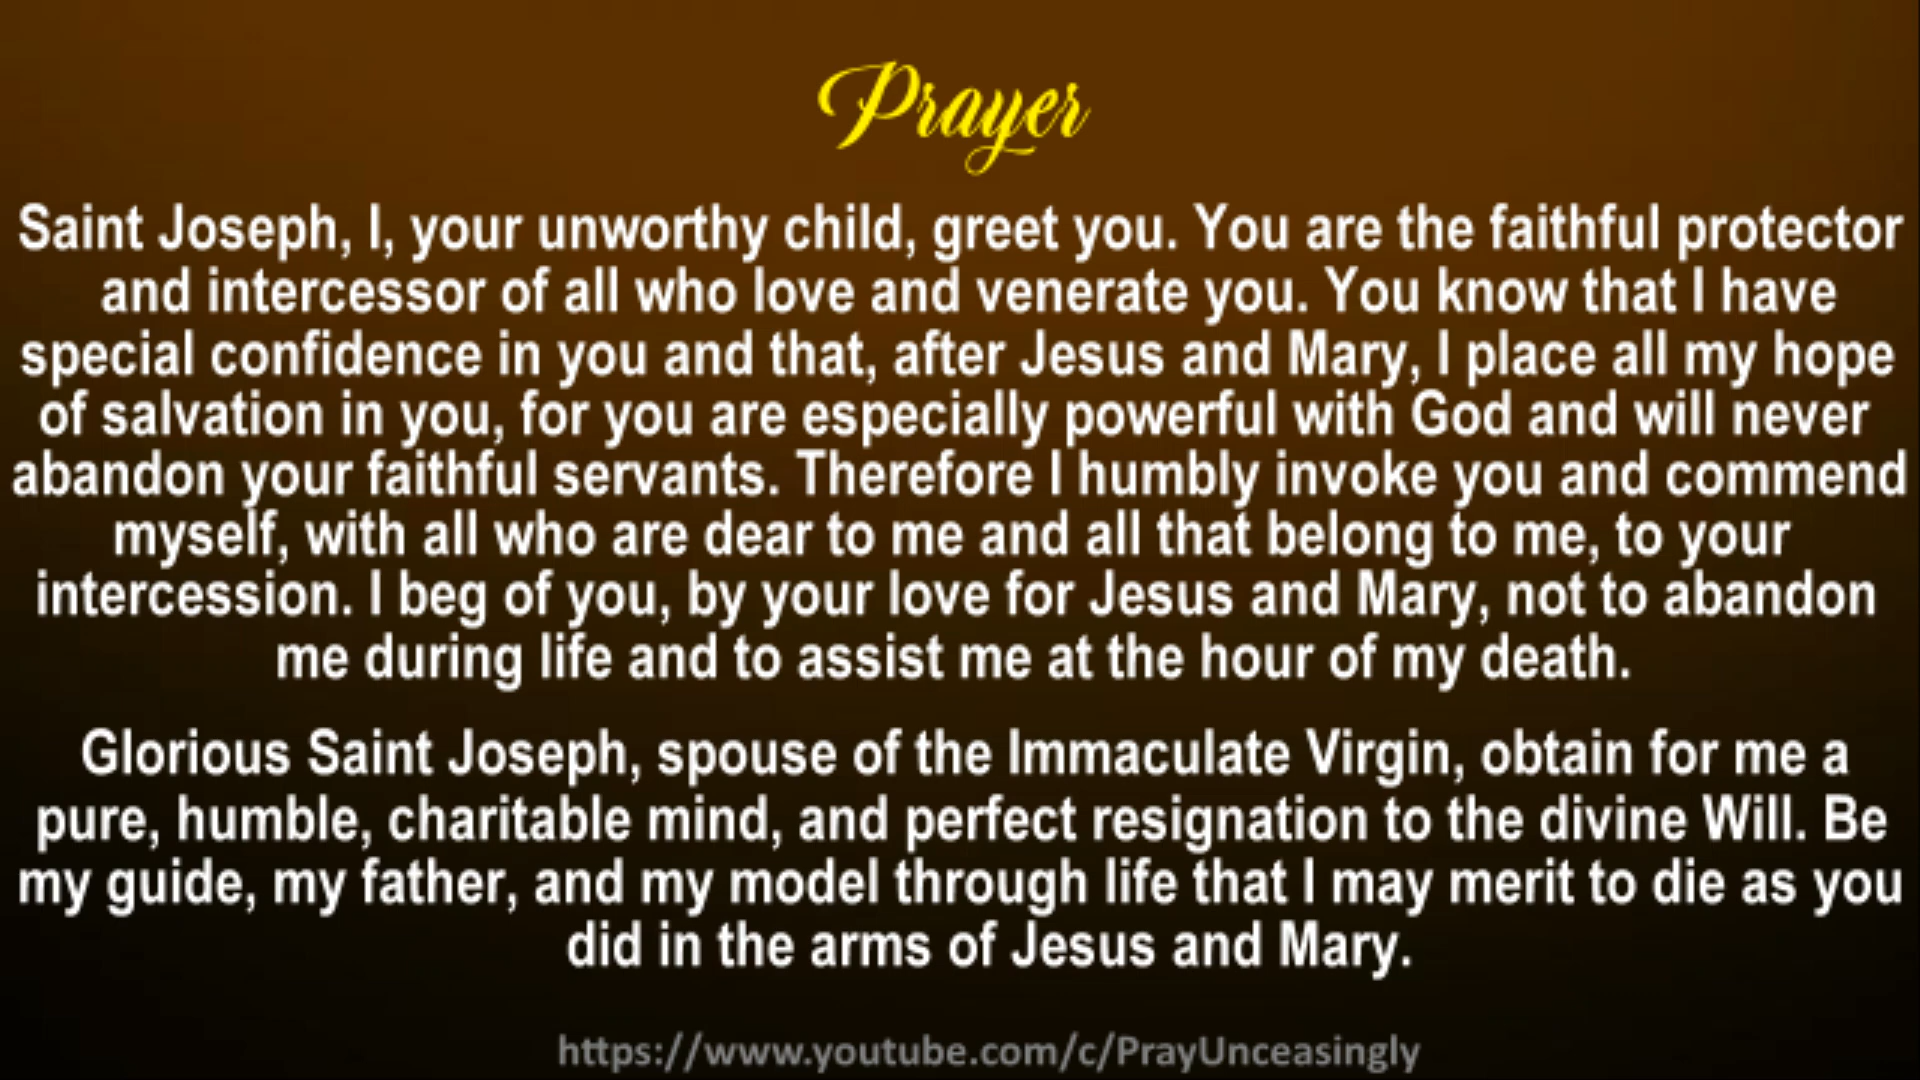 Prayer
Saint Joseph, I, your unworthy child, greet you. You are the faithful protector
and intercessor of all who love and venerate you. You know that I have
special confidence in you and that, after Jesus and Mary, I place all my hope
of salvation in you, for you are especially powerful with God and will never
abandon your faithful servants. Therefore I humbly invoke you and commend
myself, with all who are dear to me and all that belong to me, to your
intercession. I beg of you, by your love for Jesus and Mary, not to abandon
me during life and to assist me at the hour of my death.
Glorious Saint Joseph, spouse of the Immaculate Virgin, obtain for me a
pure, humble, charitable mind, and perfect resignation to the divine Will. Be
my guide, my father, and my model through life that I may merit to die as you
did in the arms of Jesus and Mary.
https://www.youtube.com/c/PrayUnceasingly